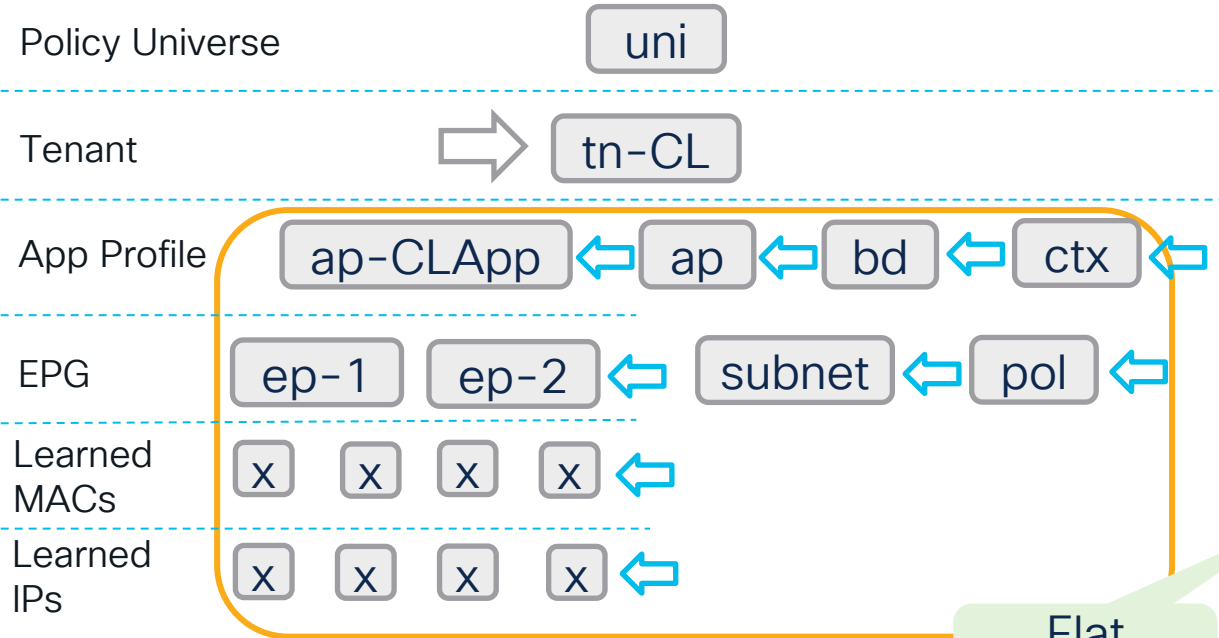 Policy Universe
uni
Tenant
tn-CL
App Profile
ap-CLApp
ap
bd
ctx
EPG
ep-1
ep-2
subnet
pol
Learned
MACs
x
x
x
x
Learned
IPs
x
x
x
x
Flat